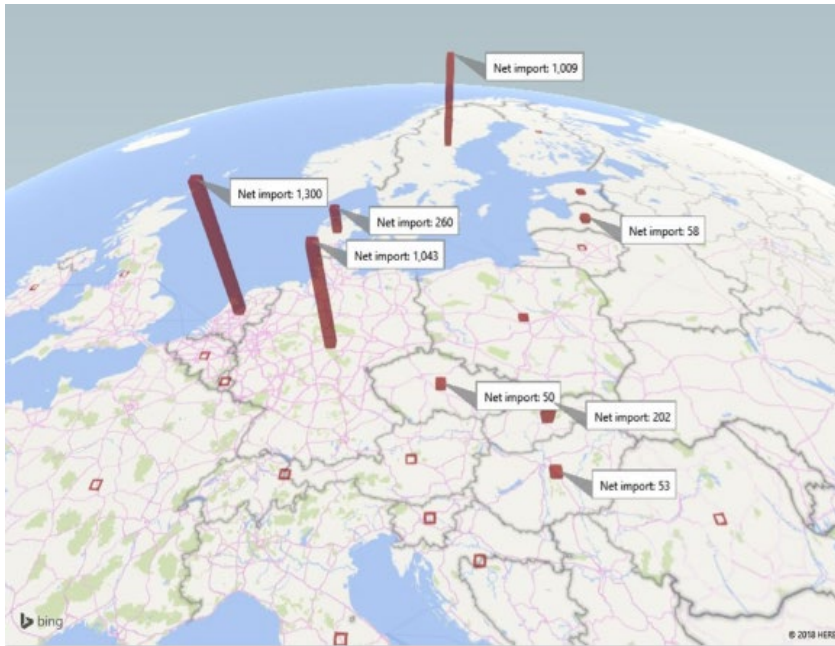 Net import: 1,009
Net import: 1,300
Net import: 260
Net import: 58
Net import: 1,043
Net import: 50
Net import: 202
Net import: 53
bing
© 2018 HERE